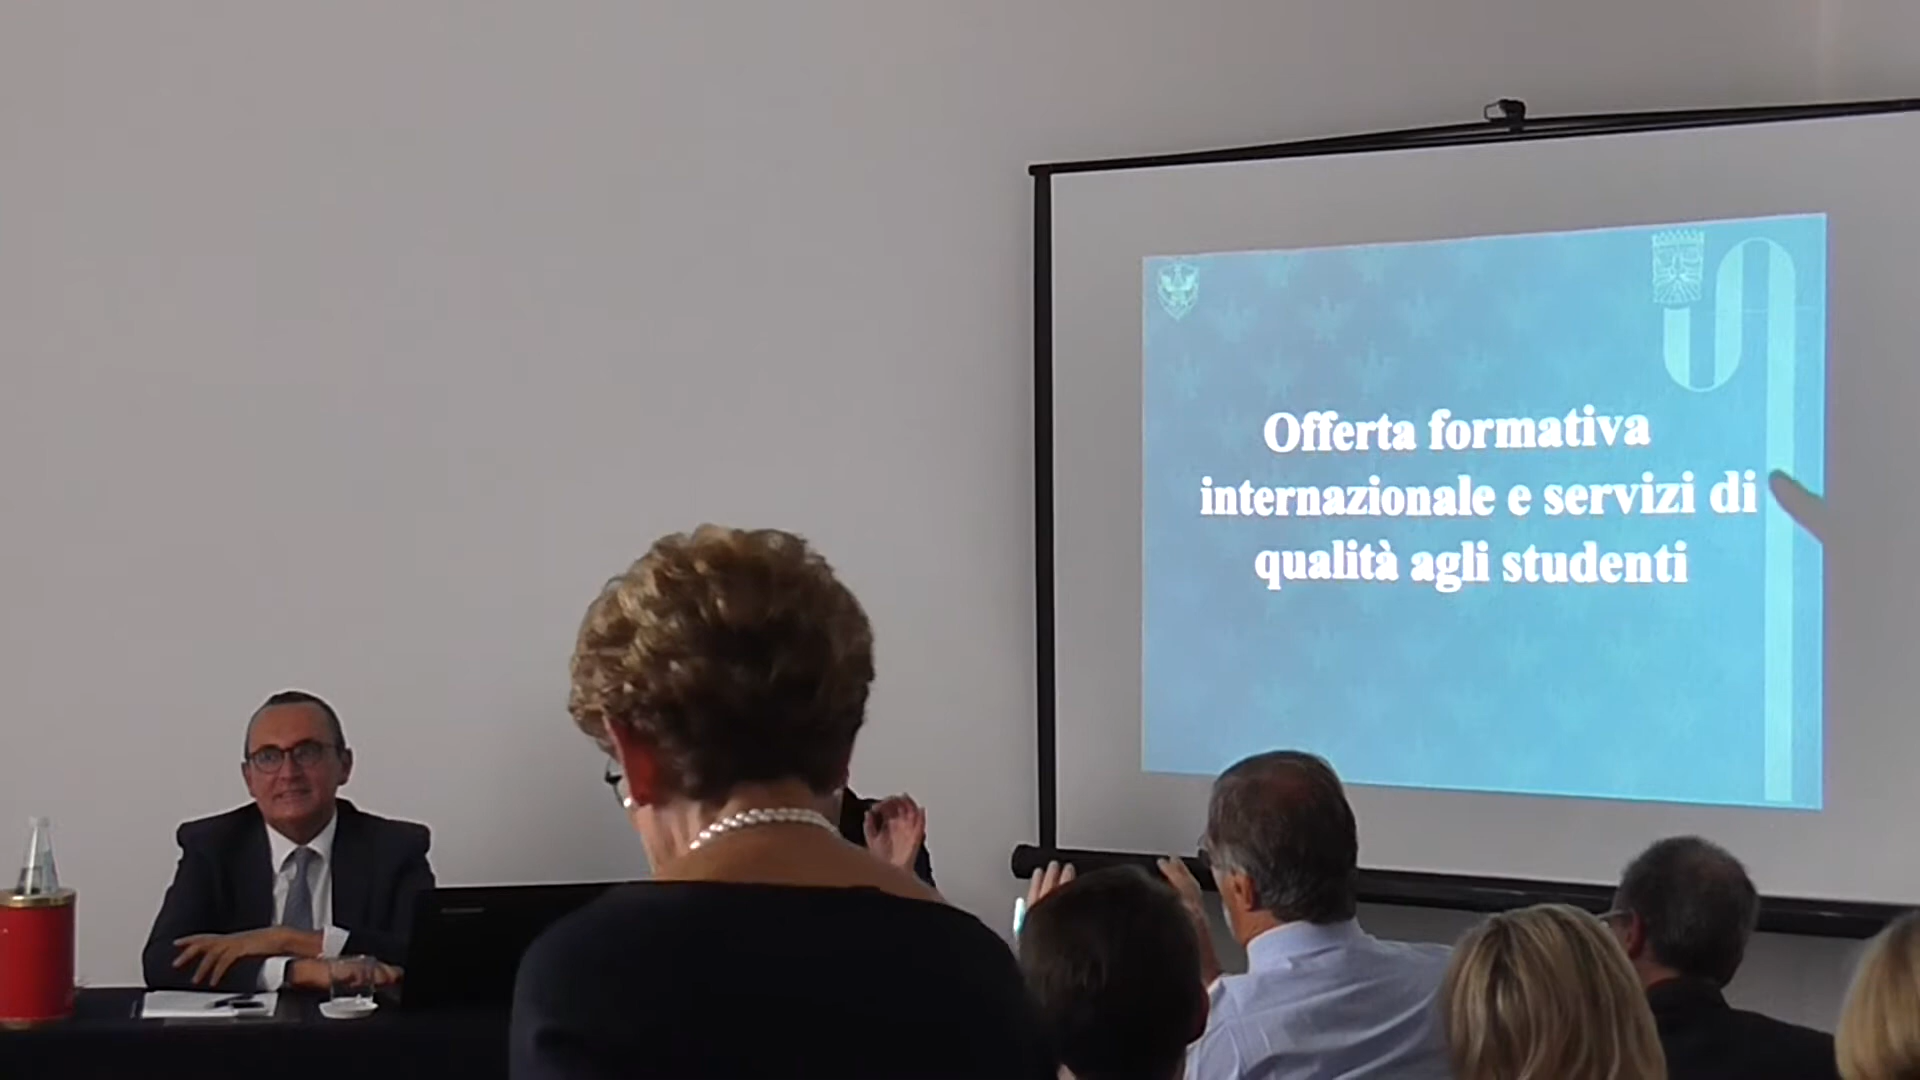 Offerta formativa
internazionale e servizi di
qualità agli studenti